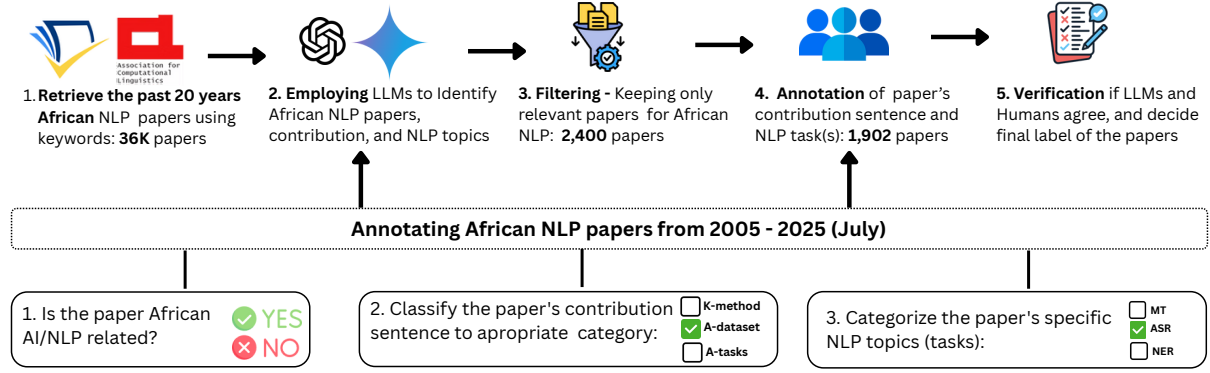 Association for
Computational
Linguistics
1. Retrieve the past 20 years
African NLP papers using
keywords: 36K papers
2. Employing LLMs to Identify
African NLP papers,
contribution, and NLP topics
3. Filtering - Keeping only
relevant papers for African
NLP: 2,400 papers
4. Annotation of paper's
contribution sentence and
NLP task(s): 1,902 papers
5. Verification if LLMs and
Humans agree, and decide
final label of the papers
Annotating African NLP papers from 2005 - 2025 (July)
1. Is the paper African
AI/NLP related?
YES
NO
2. Classify the paper's contribution
sentence to apropriate category:
K-method
A-dataset
A-tasks
3. Categorize the paper's specific
NLP topics (tasks):
MT
ASR
NER